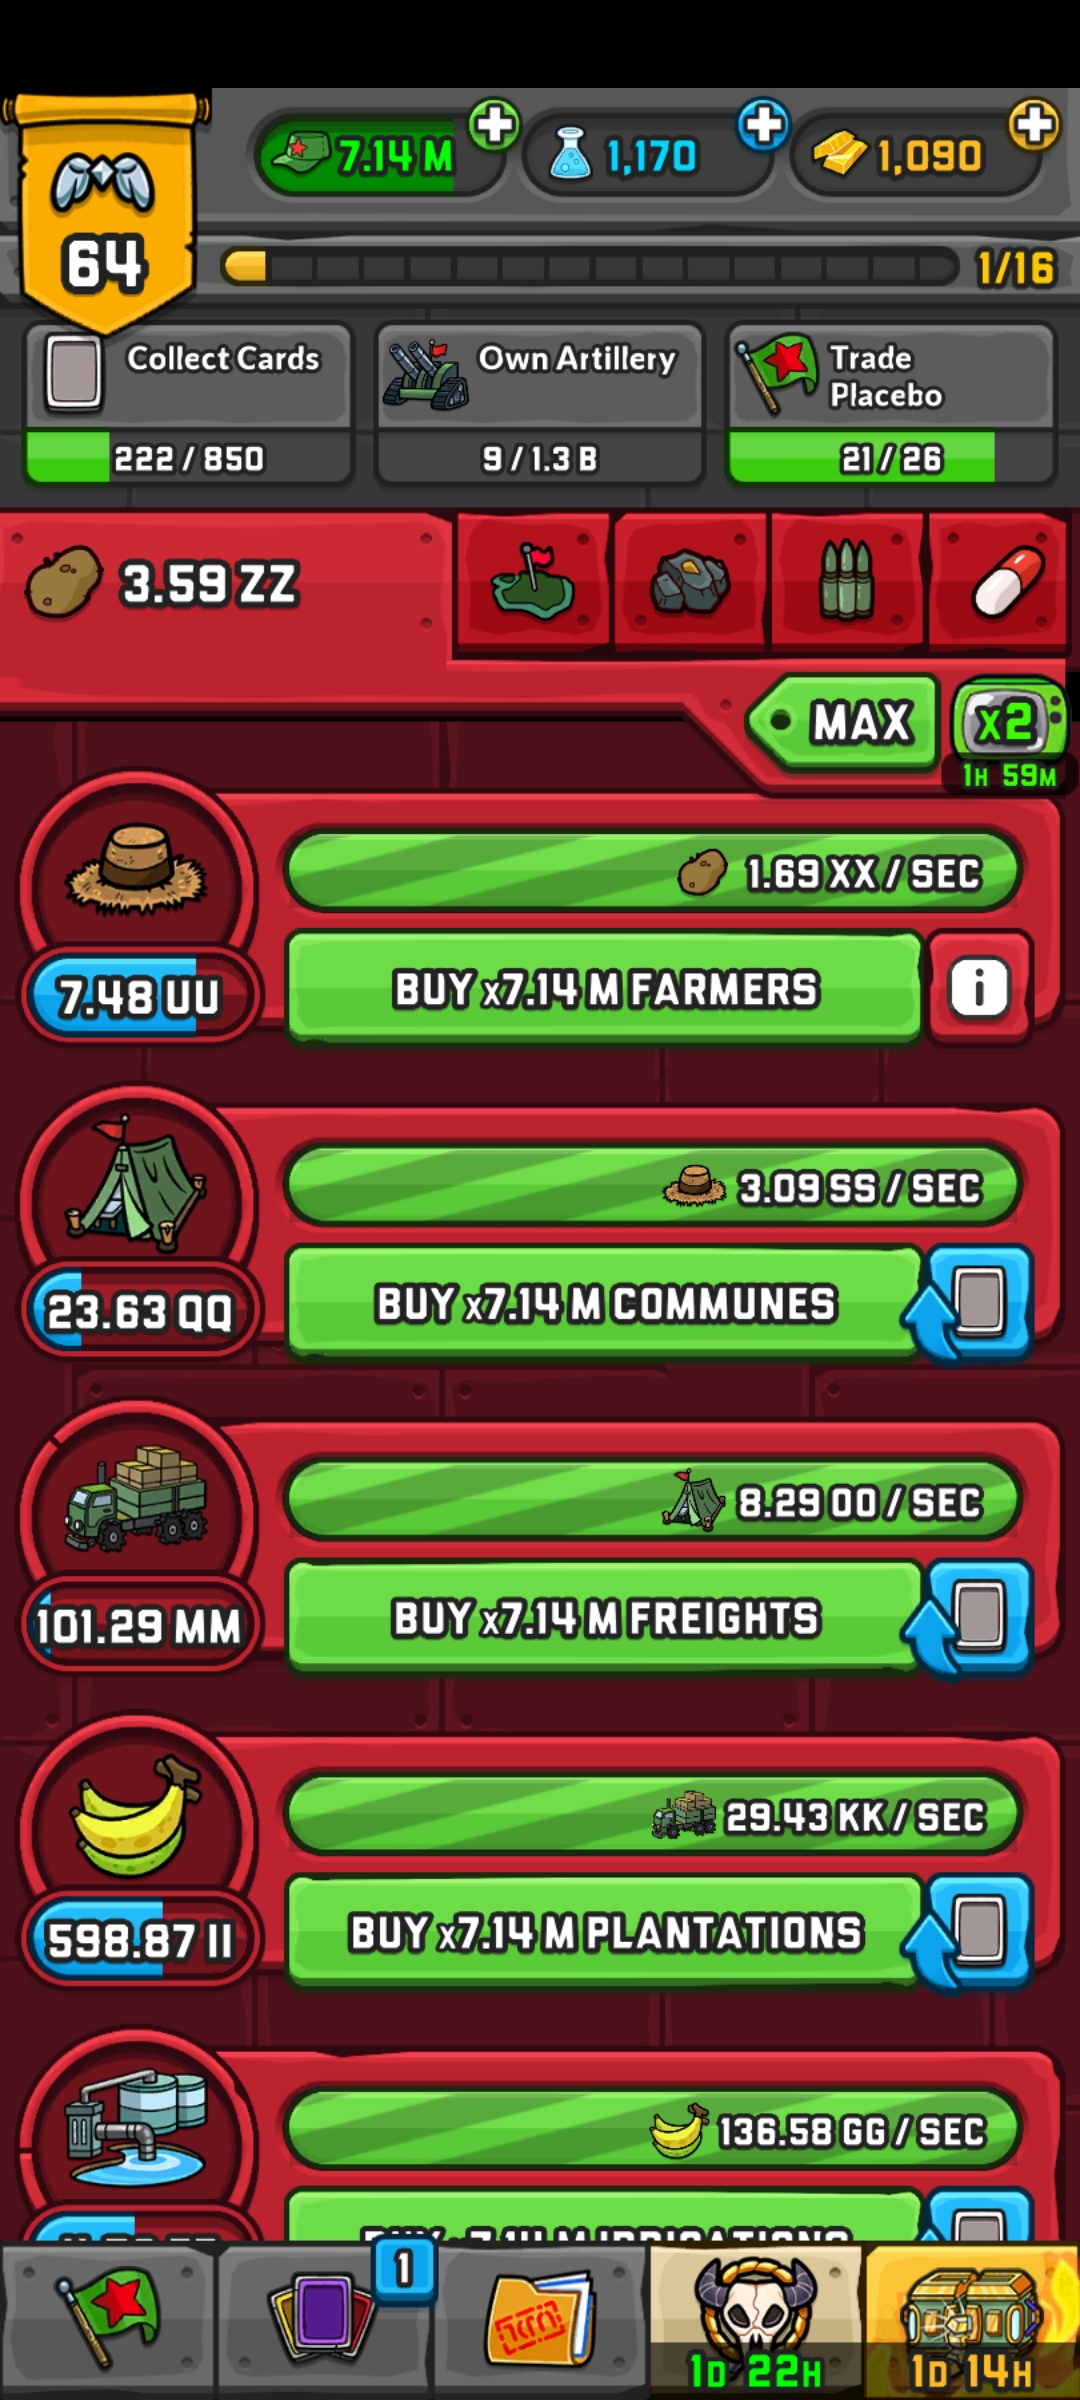 7.14 M
1,170
1,090
64
1/16
Collect Cards
222 / 850
Own Artillery
9 / 1.3 B
Trade
Placebo
21 / 26
3.59 ZZ
MAX
X2
1H 59M
1.69 XX / SEC
7.48 UU
BUY x7.14 M FARMERS
i
3.09 SS / SEC
23.63 QQ
BUY x7.14 M COMMUNES
8.29 OO / SEC
101.29 MM
BUY x7.14 M FREIGHTS
29.43 KK / SEC
598.87 II
BUY x7.14 M PLANTATIONS
136.58 GG / SEC
BUY x7.14 M IRRIGATIONS
1
1D 22H
1D 14H